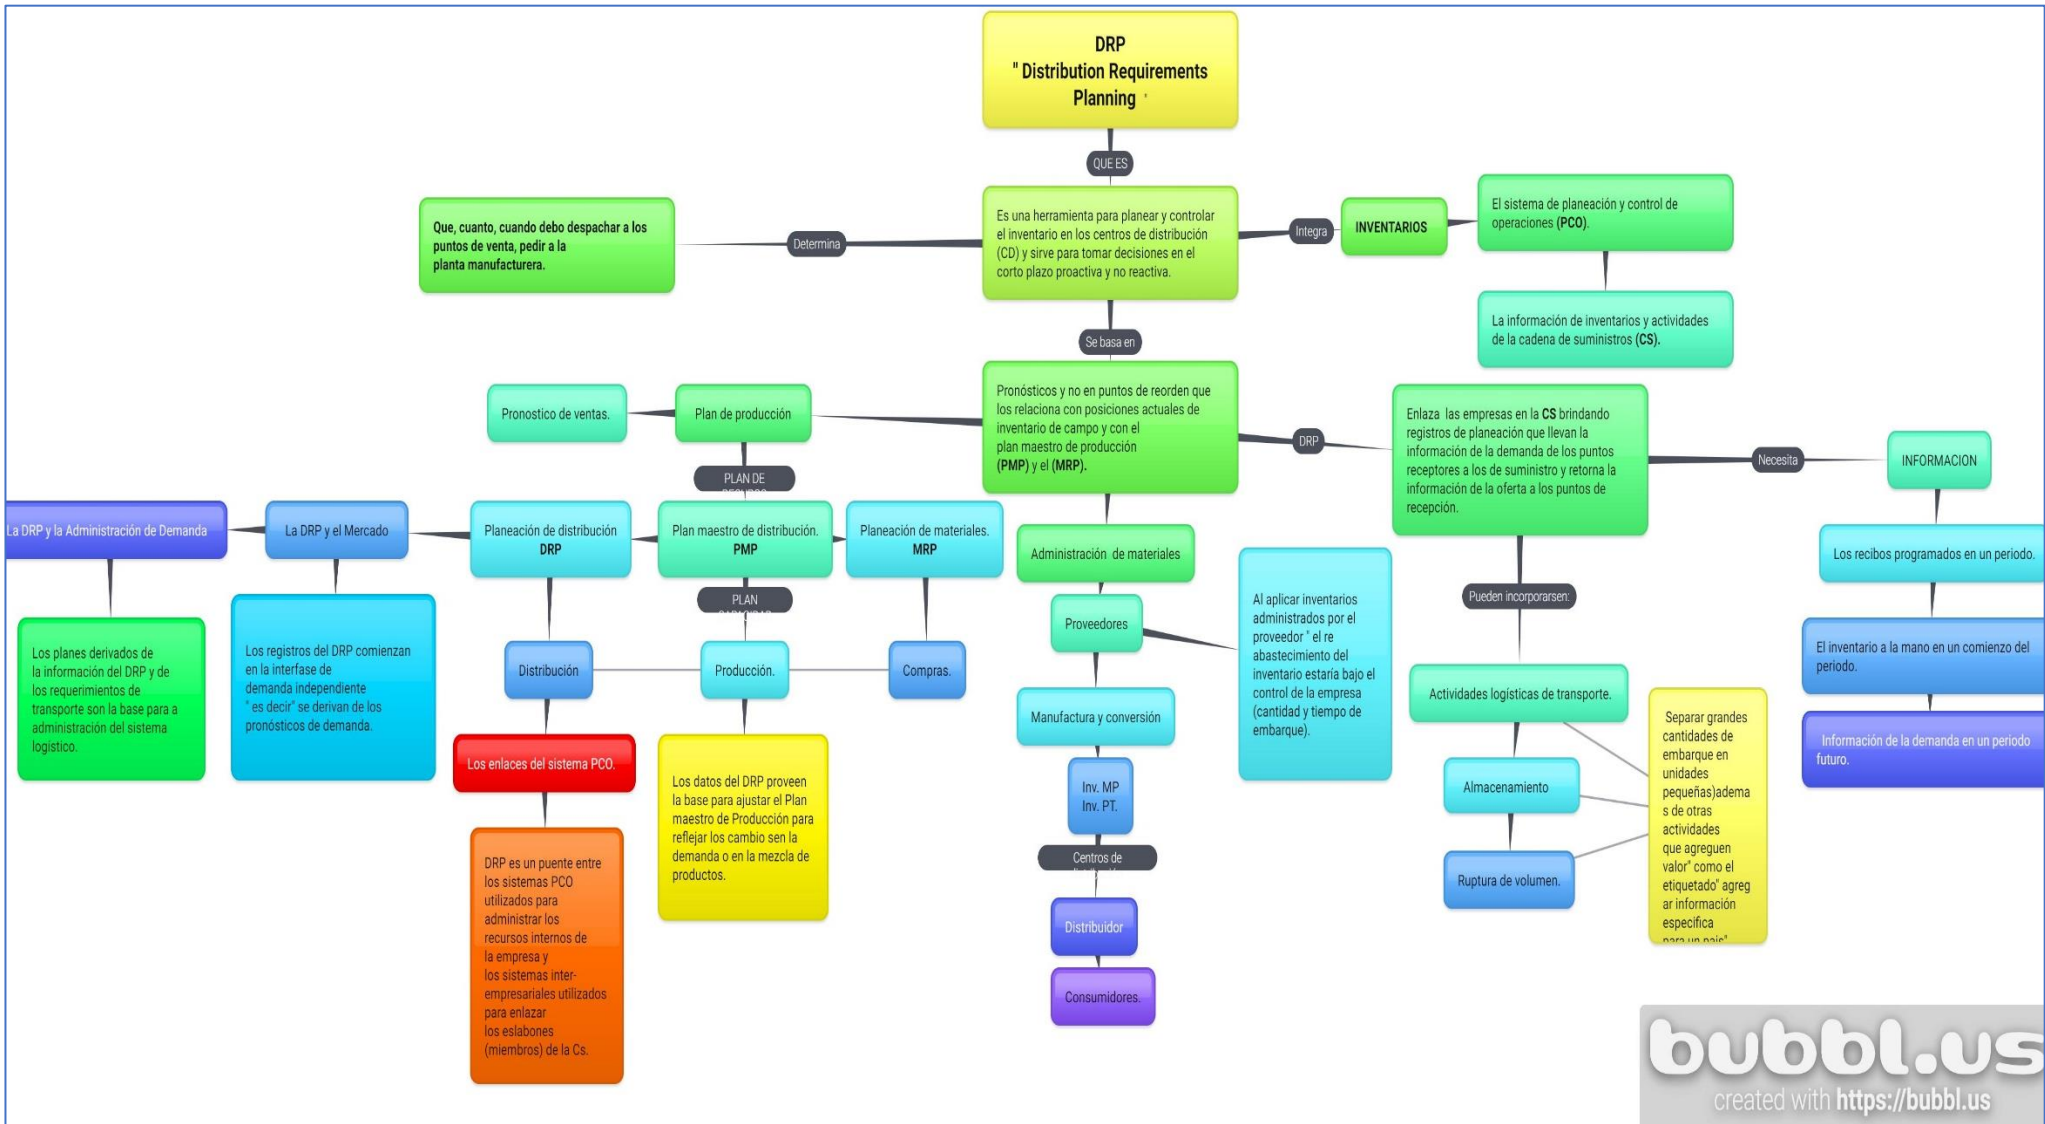 DRP
" Distribution Requirements
Planning "
QUE ES
Es una herramienta para planear y controlar
el inventario en los centros de distribución
(CD) y sirve para tomar decisiones en el
corto plazo proactiva y no reactiva.
Determina
Que, cuanto, cuando debo despachar a los
puntos de venta, pedir a la
planta manufacturera.
Integra
INVENTARIOS
El sistema de planeación y control de
operaciones (PCO).
La información de inventarios y actividades
de la cadena de suministros (CS).
Se basa en
Pronósticos y no en puntos de reorden que
los relaciona con posiciones actuales de
inventario de campo y con el
plan maestro de producción
(PMP) y el (MRP).
Plan de producción
Pronostico de ventas.
PLAN DE
Plan maestro de distribución.
PMP
Planeación de distribución
DRP
Planeación de materiales.
MRP
La DRP y el Mercado
La DRP y la Administración de Demanda
Los planes derivados de
la información del DRP y de
los requerimientos de
transporte son la base para a
administración del sistema
logístico.
Los registros del DRP comienzan
en la interfase de
demanda independiente
" es decir" se derivan de los
pronósticos de demanda.
PLAN
Distribución
Producción.
Compras.
Los enlaces del sistema PCO.
DRP es un puente entre
los sistemas PCO
utilizados para
administrar los
recursos internos de
la empresa y
los sistemas inter-
empresariales utilizados
para enlazar
los eslabones
(miembros) de la Cs.
Los datos del DRP proveen
la base para ajustar el Plan
maestro de Producción para
reflejar los cambio sen la
demanda o en la mezcla de
productos.
Administración de materiales
Proveedores
Al aplicar inventarios
administrados por el
proveedor " el re
abastecimiento del
inventario estaría bajo el
control de la empresa
(cantidad y tiempo de
embarque).
Manufactura y conversión
Inv. MP
Inv. PT.
Centros de
Distribuidor
Consumidores.
DRP
Enlaza las empresas en la CS brindando
registros de planeación que llevan la
información de la demanda de los puntos
receptores a los de suministro y retorna la
información de la oferta a los puntos de
recepción.
Pueden incorporarsen:
Actividades logísticas de transporte.
Almacenamiento
Ruptura de volumen.
Separar grandes
cantidades de
embarque en
unidades
pequeñas)adema
s de otras
actividades
que agreguen
valor" como el
etiquetado" agreg
ar información
específica
para un pais"
Necesita
INFORMACION
Los recibos programados en un periodo.
El inventario a la mano en un comienzo del
periodo.
Información de la demanda en un periodo
futuro.
bubbl.us
created with https://bubbl.us